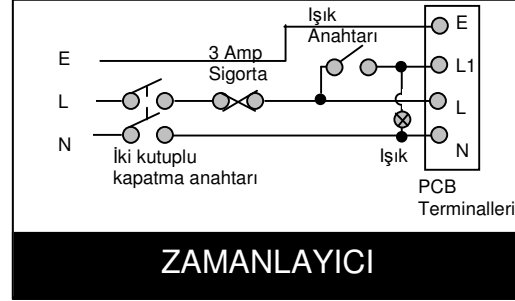 Işık
Anahtarı
E
3 Amp
Sigorta
E
L1
L
L
N
N
İki kutuplu
kapatma anahtarı
Işık
PCB
Terminalleri
ZAMANLAYICI